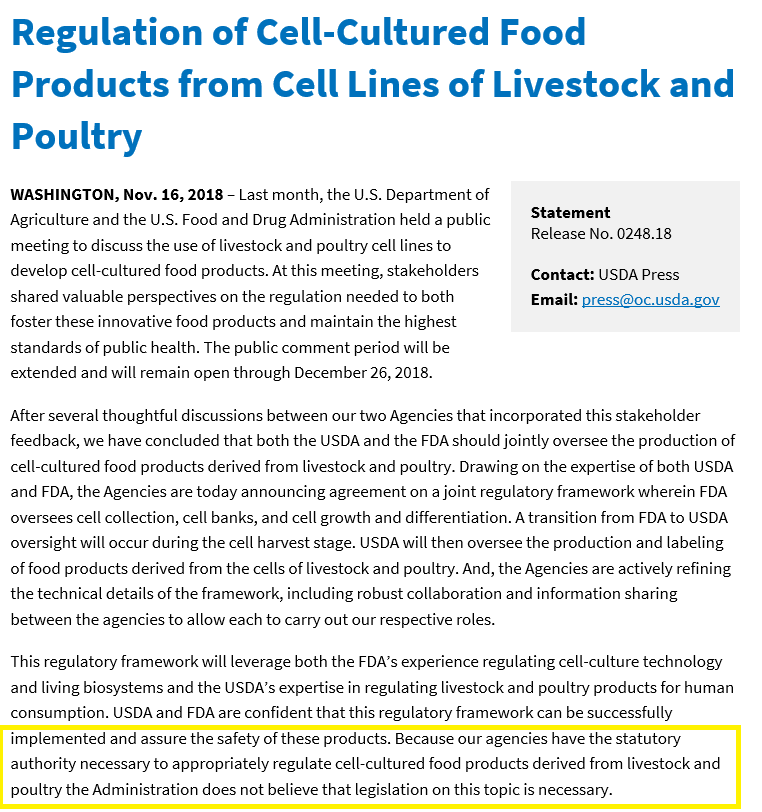 Regulation of Cell-Cultured Food
Products from Cell Lines of Livestock and
Poultry
WASHINGTON, Nov. 16, 2018 – Last month, the U.S. Department of
Agriculture and the U.S. Food and Drug Administration held a public
meeting to discuss the use of livestock and poultry cell lines to
develop cell-cultured food products. At this meeting, stakeholders
shared valuable perspectives on the regulation needed to both
foster these innovative food products and maintain the highest
standards of public health. The public comment period will be
extended and will remain open through December 26, 2018.
Statement
Release No. 0248.18
Contact: USDA Press
Email: press@oc.usda.gov
After several thoughtful discussions between our two Agencies that incorporated this stakeholder
feedback, we have concluded that both the USDA and the FDA should jointly oversee the production of
cell-cultured food products derived from livestock and poultry. Drawing on the expertise of both USDA
and FDA, the Agencies are today announcing agreement on a joint regulatory framework wherein FDA
oversees cell collection, cell banks, and cell growth and differentiation. A transition from FDA to USDA
oversight will occur during the cell harvest stage. USDA will then oversee the production and labeling
of food products derived from the cells of livestock and poultry. And, the Agencies are actively refining
the technical details of the framework, including robust collaboration and information sharing
between the agencies to allow each to carry out our respective roles.
This regulatory framework will leverage both the FDA’s experience regulating cell-culture technology
and living biosystems and the USDA’s expertise in regulating livestock and poultry products for human
consumption. USDA and FDA are confident that this regulatory framework can be successfully
implemented and assure the safety of these products. Because our agencies have the statutory
authority necessary to appropriately regulate cell-cultured food products derived from livestock and
poultry the Administration does not believe that legislation on this topic is necessary.